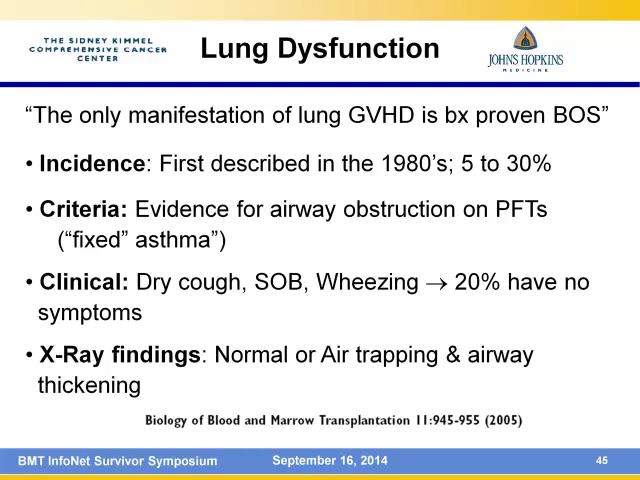 THE SIDNEY KIMMEL
COMPREHENSIVE CANCER
CENTER
Lung Dysfunction
JOHNS HOPKINS
MEDICINE
“The only manifestation of lung GVHD is bx proven BOS”
• Incidence: First described in the 1980’s; 5 to 30%
• Criteria: Evidence for airway obstruction on PFTs
(“fixed” asthma”)
• Clinical: Dry cough, SOB, Wheezing → 20% have no
symptoms
• X-Ray findings: Normal or Air trapping & airway
thickening
Biology of Blood and Marrow Transplantation 11:945-955 (2005)
BMT InfoNet Survivor Symposium
September 16, 2014
45